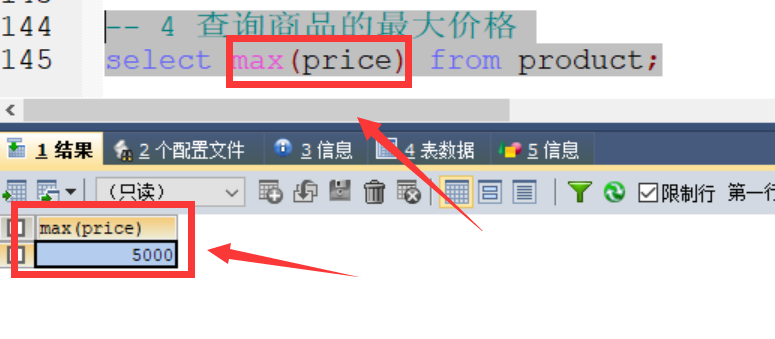 144 -- 4 查询商品的最大价格
145 select max(price) from product;
1 结果 2 个配置文件 3 信息 4 表数据 5 信息
（只读） 限制行 第一行
max(price)
5000